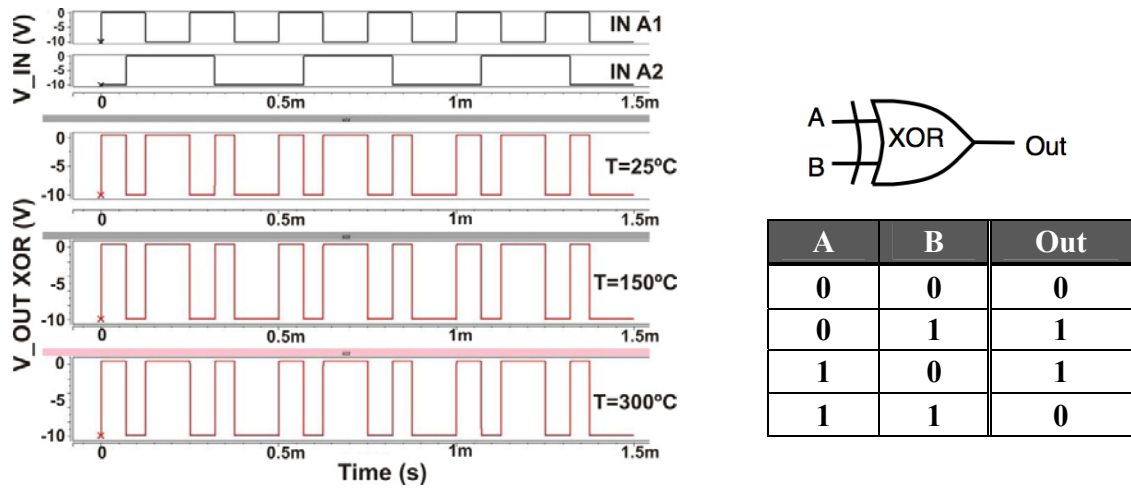 V_IN (V)
0
-5
-10
IN A1
0
-5
-10
IN A2
0 0.5m 1m 1.5m
V_OUT XOR (V)
xor
0
-5
-10
T=25ºC
0 0.5m 1m 1.5m
xor
0
-5
-10
T=150ºC
0 0.5m 1m 1.5m
xor
0
-5
-10
T=300ºC
0 0.5m 1m 1.5m
Time (s)
A
B
XOR
Out
A B Out
0 0 0
0 1 1
1 0 1
1 1 0